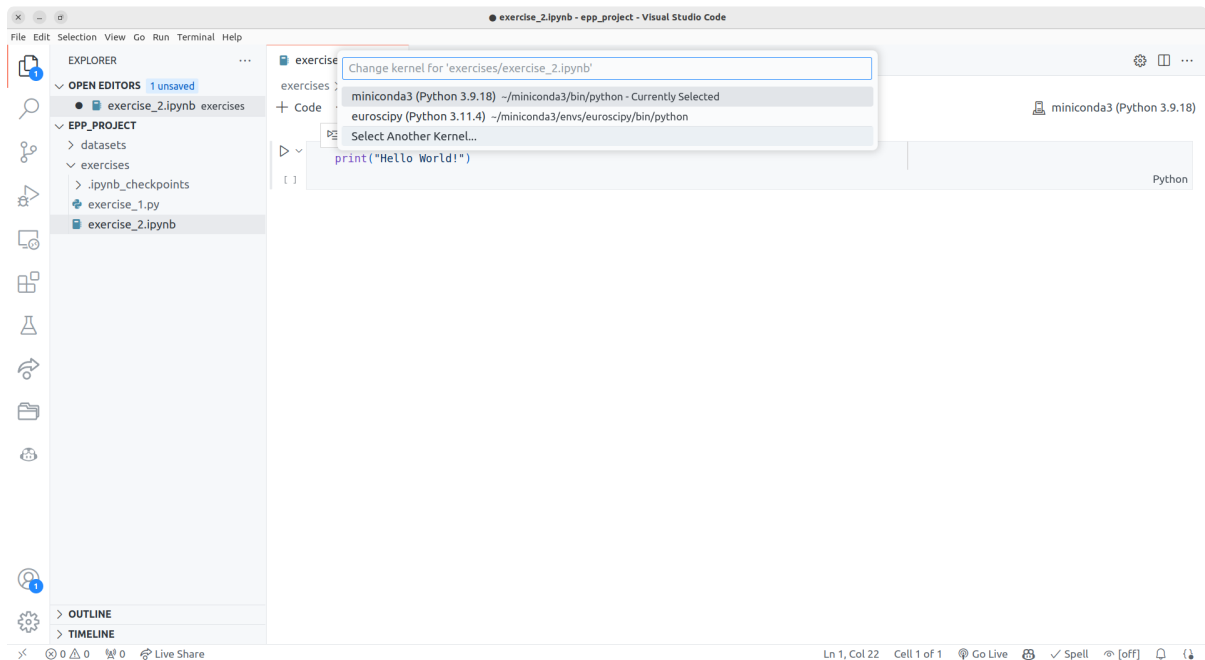 ● exercise_2.ipynb - epp_project - Visual Studio Code
File Edit Selection View Go Run Terminal Help
EXPLORER
OPEN EDITORS 1 unsaved
● exercise_2.ipynb exercises
EPP_PROJECT
datasets
exercises
.ipynb_checkpoints
exercise_1.py
exercise_2.ipynb
OUTLINE
TIMELINE
exercise
exercises
+ Code
miniconda3 (Python 3.9.18)
Change kernel for 'exercises/exercise_2.ipynb'
miniconda3 (Python 3.9.18) ~/miniconda3/bin/python - Currently Selected
euroscipy (Python 3.11.4) ~/miniconda3/envs/euroscipy/bin/python
Select Another Kernel...
print("Hello World!")
[ ]
Python
1
1
0 0 0 Live Share
Ln 1, Col 22 Cell 1 of 1 Go Live Spell [off]